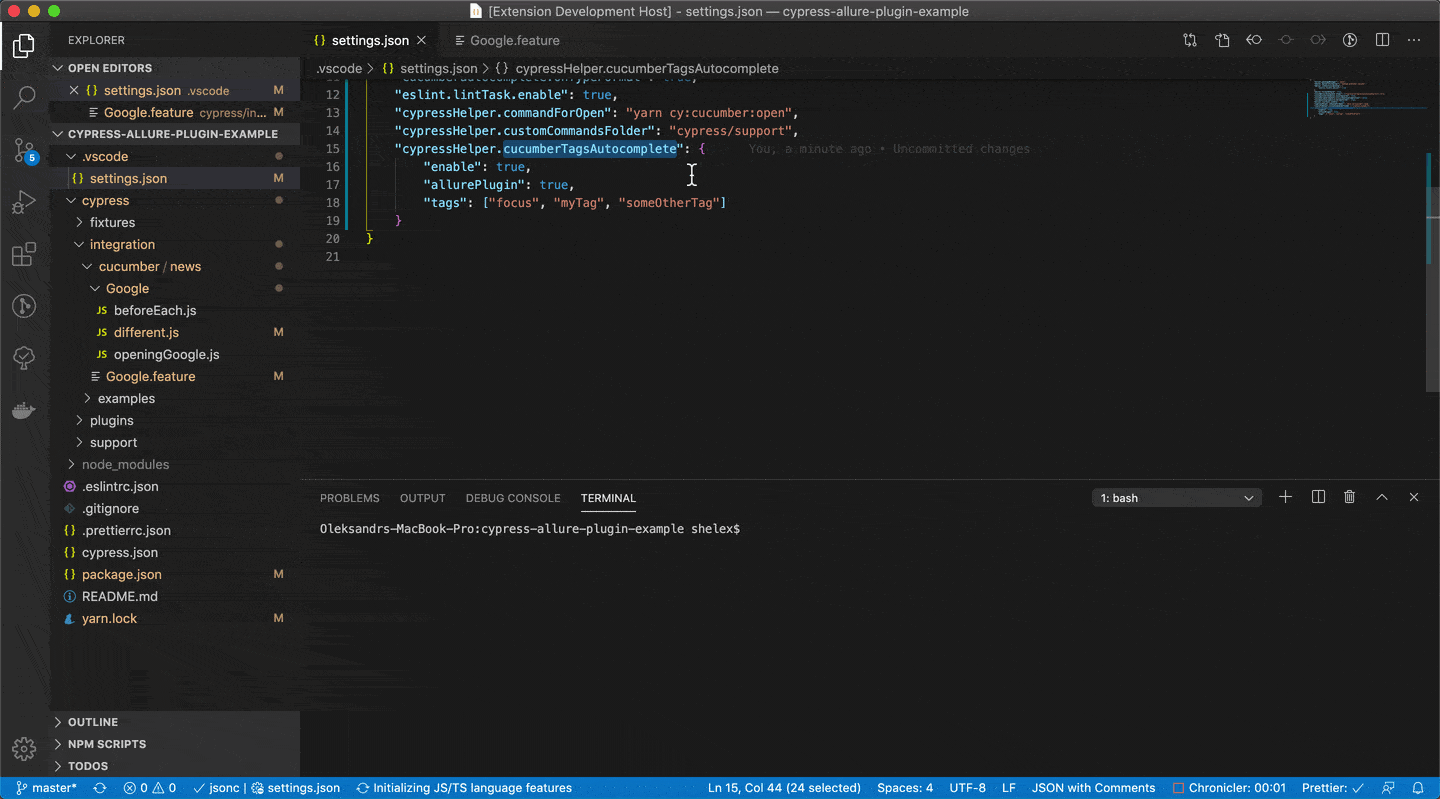 [Extension Development Host] - settings.json — cypress-allure-plugin-example
EXPLORER
OPEN EDITORS
{} settings.json .vscode M
Google.feature cypress/in... M
CYPRESS-ALLURE-PLUGIN-EXAMPLE
.vscode
{} settings.json M
cypress
fixtures
integration
cucumber / news
Google
JS beforeEach.js
JS different.js M
JS openingGoogle.js
Google.feature M
examples
plugins
support
node_modules
.eslintrc.json
.gitignore
{} .prettierrc.json
{} cypress.json
{} package.json M
README.md
yarn.lock M
OUTLINE
NPM SCRIPTS
TODOS
5
{} settings.json
Google.feature
.vscode > {} settings.json > {} cypressHelper.cucumberTagsAutocomplete
12 "eslint.lintTask.enable": true,
13 "cypressHelper.commandForOpen": "yarn cy:cucumber:open",
14 "cypressHelper.customCommandsFolder": "cypress/support",
15 "cypressHelper.cucumberTagsAutocomplete": { You, a minute ago • Uncommitted changes
16 "enable": true,
17 "allurePlugin": true,
18 "tags": ["focus", "myTag", "someOtherTag"]
19 }
20 }
21
PROBLEMS OUTPUT DEBUG CONSOLE TERMINAL 1: bash
Oleksandrs-MacBook-Pro:cypress-allure-plugin-example shelex$
master* 0 0 jsonc | settings.json Initializing JS/TS language features Ln 15, Col 44 (24 selected) Spaces: 4 UTF-8 LF JSON with Comments Chronicler: 00:01 Prettier: ✓